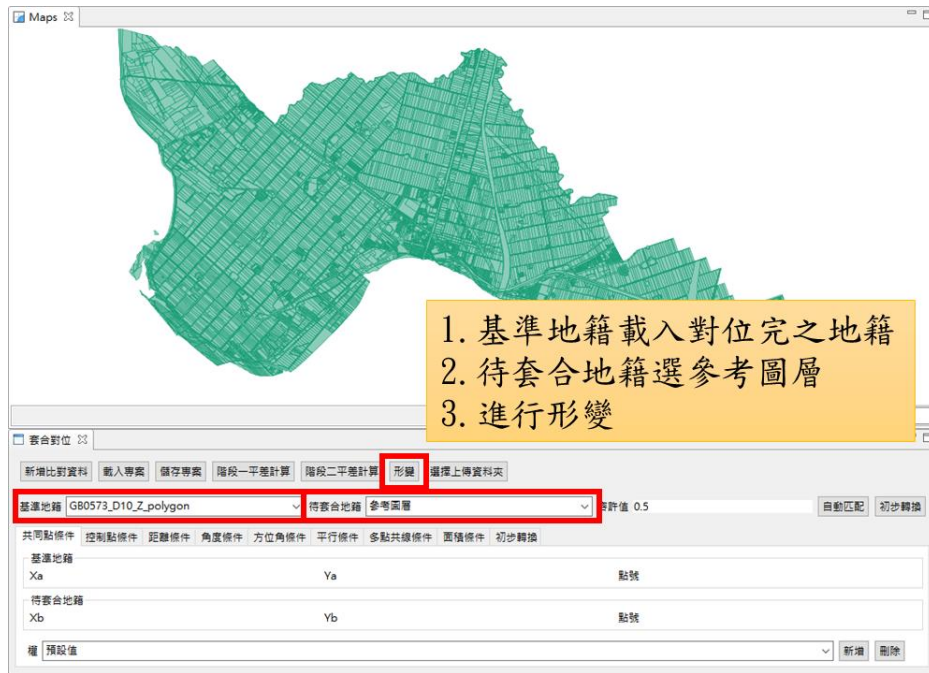 Maps
1. 基準地籍載入對位完之地籍
2. 待套合地籍選參考圖層
3. 進行形變
套合對位
新增比對資料 載入專案 儲存專案 階段一平差計算 階段二平差計算 形變 選擇上傳資料夾
基準地籍 GB0573_D10_Z_polygon 待套合地籍 參考圖層 容許值 0.5 自動匹配 初步轉換
共同點條件 控制點條件 距離條件 角度條件 方位角條件 平行條件 多點共線條件 面積條件 初步轉換
基準地籍
Xa Ya 點號
待套合地籍
Xb Yb 點號
權 預設值 新增 刪除